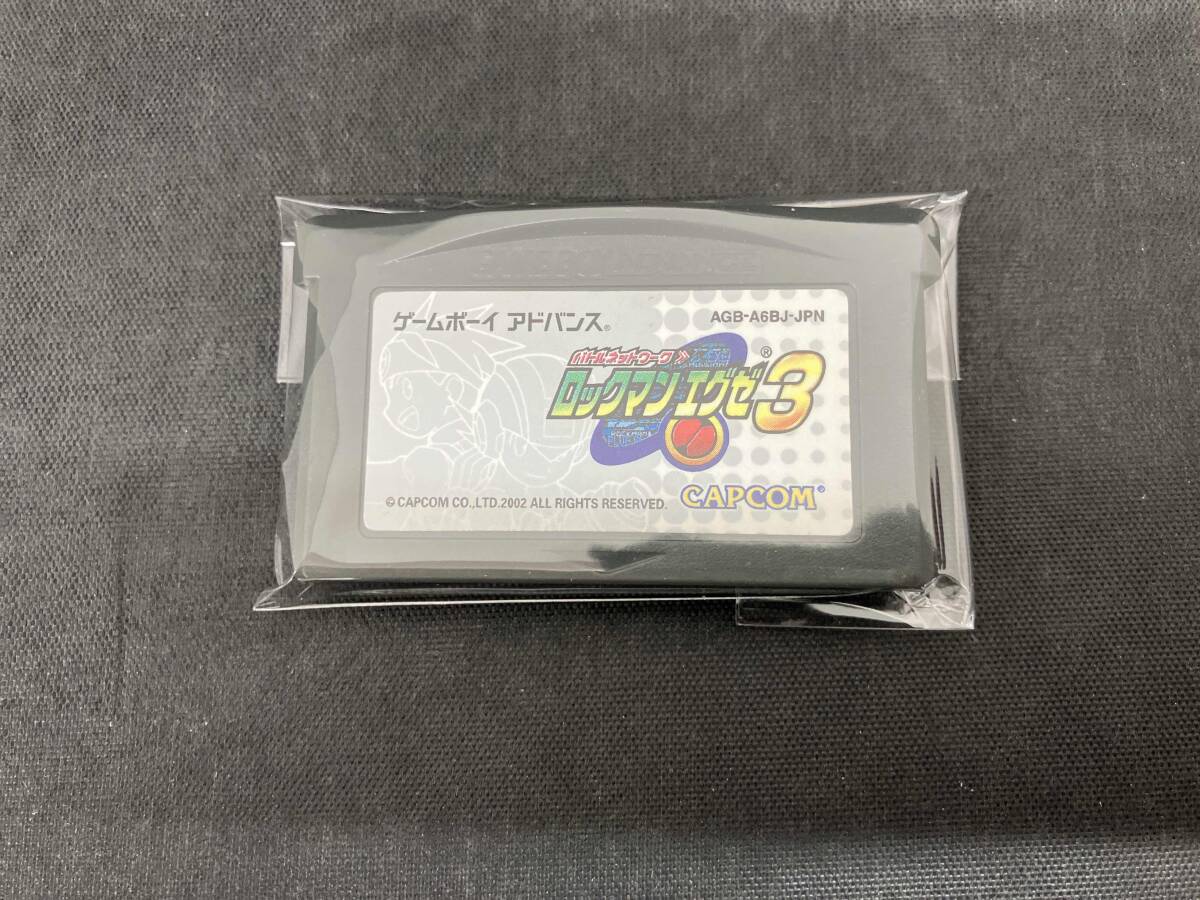 ゲームボーイ アドバンス®
AGB-A6BJ-JPN
バトルネットワーク
ロックマンエグゼ®3
© CAPCOM CO.,LTD.2002 ALL RIGHTS RESERVED.
CAPCOM®